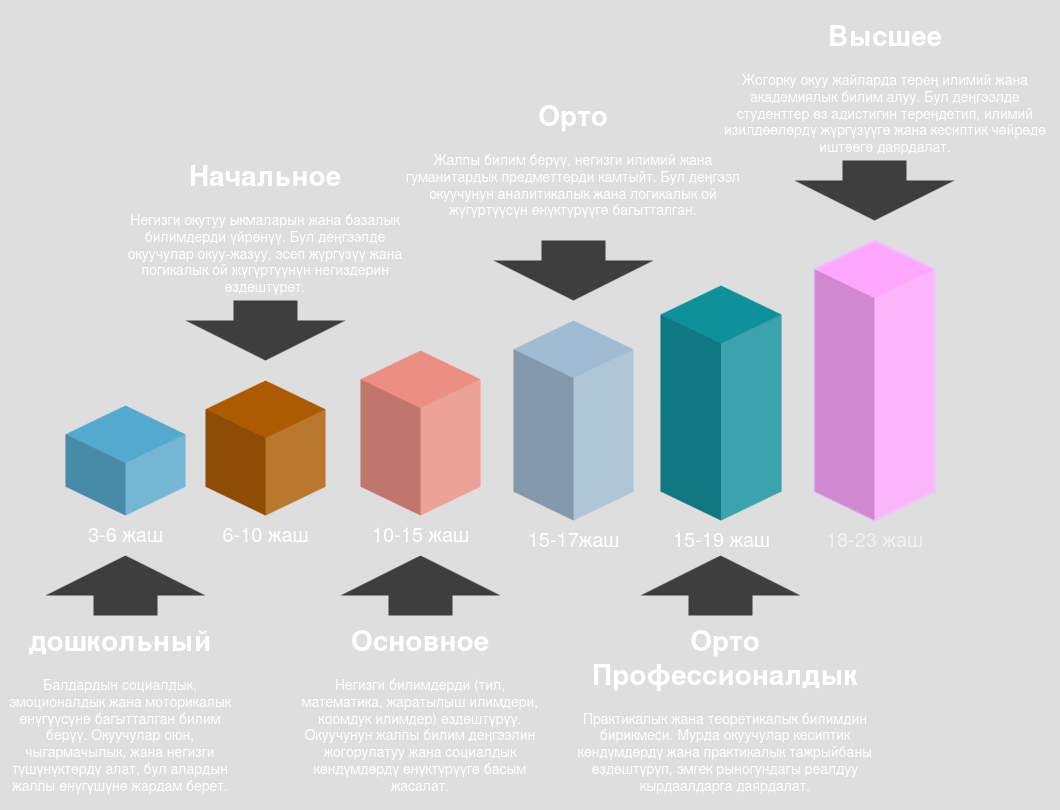 Высшее
Жогорку окуу жайларда терең илимий жана
академиялык билим алуу. Бул деңгээлде
студенттер өз адистигин тереңдетип, илимий
изилдөөлөрдү жүргүзүүгө жана кесиптик чөйрөдө
иштөөгө даярдалат.
Орто
Жалпы билим берүү, негизги илимий жана
гуманитардык предметтерди камтыйт. Бул деңгээл
окуучунун аналитикалык жана логикалык ой
жүгүртүүсүн өнүктүрүүгө багытталган.
Начальное
Негизги окутуу ыкмаларын жана базалык
билимдерди үйрөнүү. Бул деңгээлде
окуучулар окуу-жазуу, эсеп жүргүзүү жана
логикалык ой жүгүртүүнүн негиздерин
өздөштүрөт.
3-6 жаш
6-10 жаш
10-15 жаш
15-17жаш
15-19 жаш
18-23 жаш
дошкольный
Балдардын социалдык,
эмоционалдык жана моторикалык
өнүгүүсүнө багытталган билим
берүү. Окуучулар оюн,
чыгармачылык, жана негизги
түшүнүктөрдү алат, бул алардын
жалпы өнүгүшүнө жардам берет.
Основное
Негизги билимдерди (тил,
математика, жаратылыш илимдери,
коомдук илимдер) өздөштүрүү.
Окуучунун жалпы билим деңгээлин
жогорулатуу жана социалдык
көндүмдөрдү өнүктүрүүгө басым
жасалат.
Орто
Профессионалдык
Практикалык жана теоретикалык билимдин
бирикмеси. Мурда окуучулар кесиптик
көндүмдөрдү жана практикалык тажрыйбаны
өздөштүрүп, эмгек рыногундагы реалдуу
кырдаалдарга даярдалат.